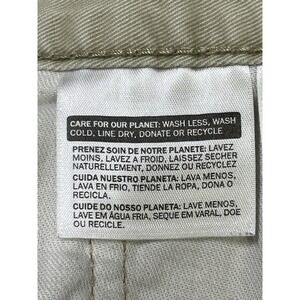 CARE FOR OUR PLANET: WASH LESS, WASH
COLD, LINE DRY, DONATE OR RECYCLE
PRENEZ SOIN DE NOTRE PLANETE: LAVEZ
MOINS, LAVEZ A FROID, LAISSEZ SECHER
NATURELLEMENT, DONNEZ OU RECYCLEZ
CUIDA NUESTRO PLANETA: LAVA MENOS,
LAVA EN FRIO, TIENDE LA ROPA, DONA O
RECICLA.
CUIDE DO NOSSO PLANETA: LAVE MENOS,
LAVE EM ÁGUA FRIA, SEQUE EM VARAL, DOE
OU RECICLE.